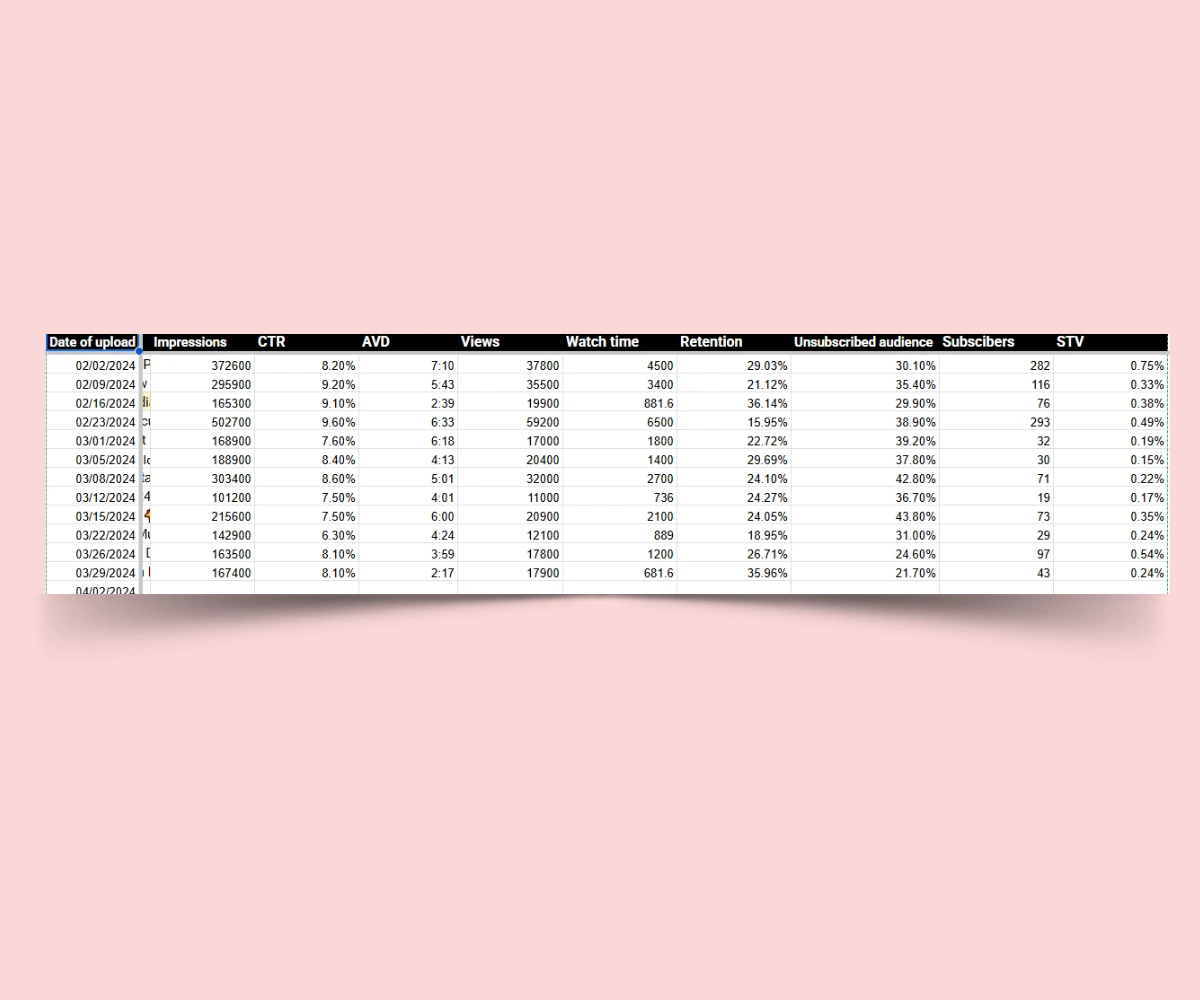 Date of upload Impressions CTR AVD Views Watch time Retention Unsubscribed audience Subscibers STV
02/02/2024 P 372600 8.20% 7:10 37800 4500 29.03% 30.10% 282 0.75%
02/09/2024 295900 9.20% 5:43 35500 3400 21.12% 35.40% 116 0.33%
02/16/2024 165300 9.10% 2:39 19900 881.6 36.14% 29.90% 76 0.38%
02/23/2024 502700 9.60% 6:33 59200 6500 15.95% 38.90% 293 0.49%
03/01/2024 t 168900 7.60% 6:18 17000 1800 22.72% 39.20% 32 0.19%
03/05/2024 188900 8.40% 4:13 20400 1400 29.69% 37.80% 30 0.15%
03/08/2024 ta 303400 8.60% 5:01 32000 2700 24.10% 42.80% 71 0.22%
03/12/2024 4 101200 7.50% 4:01 11000 736 24.27% 36.70% 19 0.17%
03/15/2024 215600 7.50% 6:00 20900 2100 24.05% 43.80% 73 0.35%
03/22/2024 142900 6.30% 4:24 12100 889 18.95% 31.00% 29 0.24%
03/26/2024 163500 8.10% 3:59 17800 1200 26.71% 24.60% 97 0.54%
03/29/2024 167400 8.10% 2:17 17900 681.6 35.96% 21.70% 43 0.24%
04/02/2024